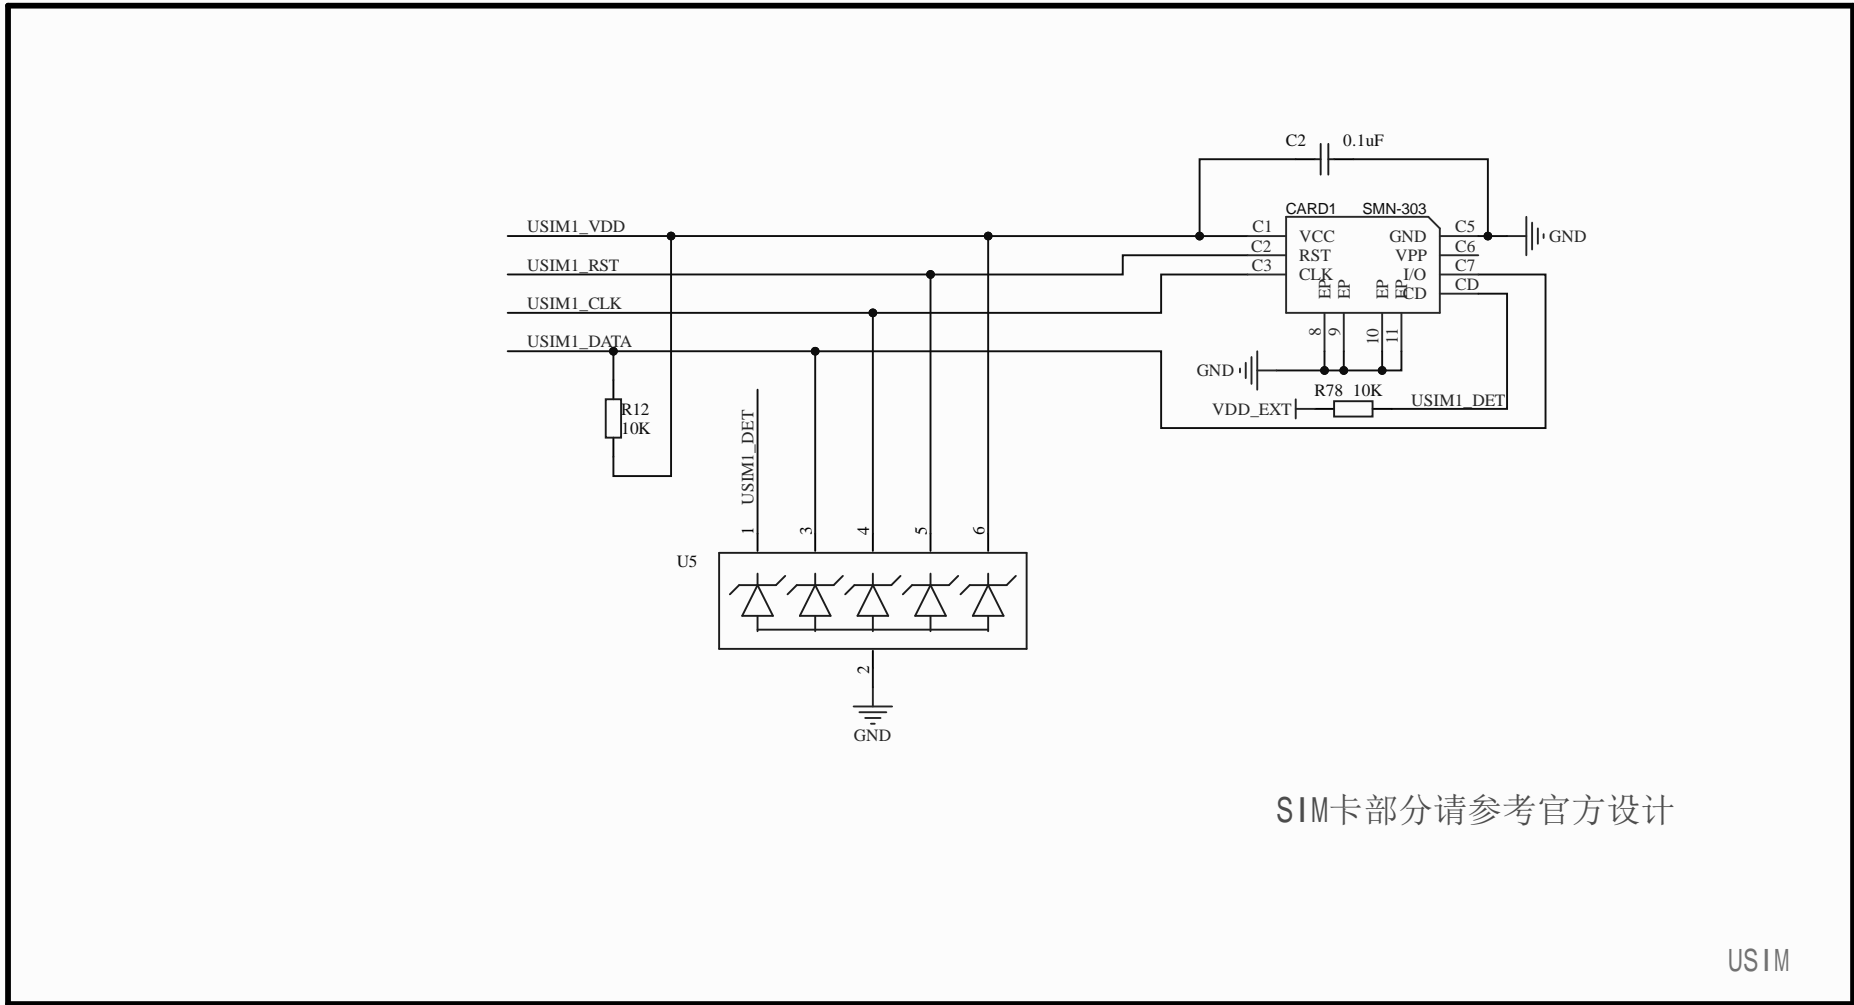 C2 0.1uF
CARD1 SMN-303
USIM1_VDD
C1 VCC GND C5
GND
C2 RST VPP C6
USIM1_RST
C3 CLK I/O C7
EP EP EP EP CD CD
USIM1_CLK
8 9 10 11
USIM1_DATA
GND
R78 10K
VDD_EXT USIM1_DET
R12
10K
USIM1_DET
1 3 4 5 6
U5
2
GND
SIM卡部分请参考官方设计
USIM